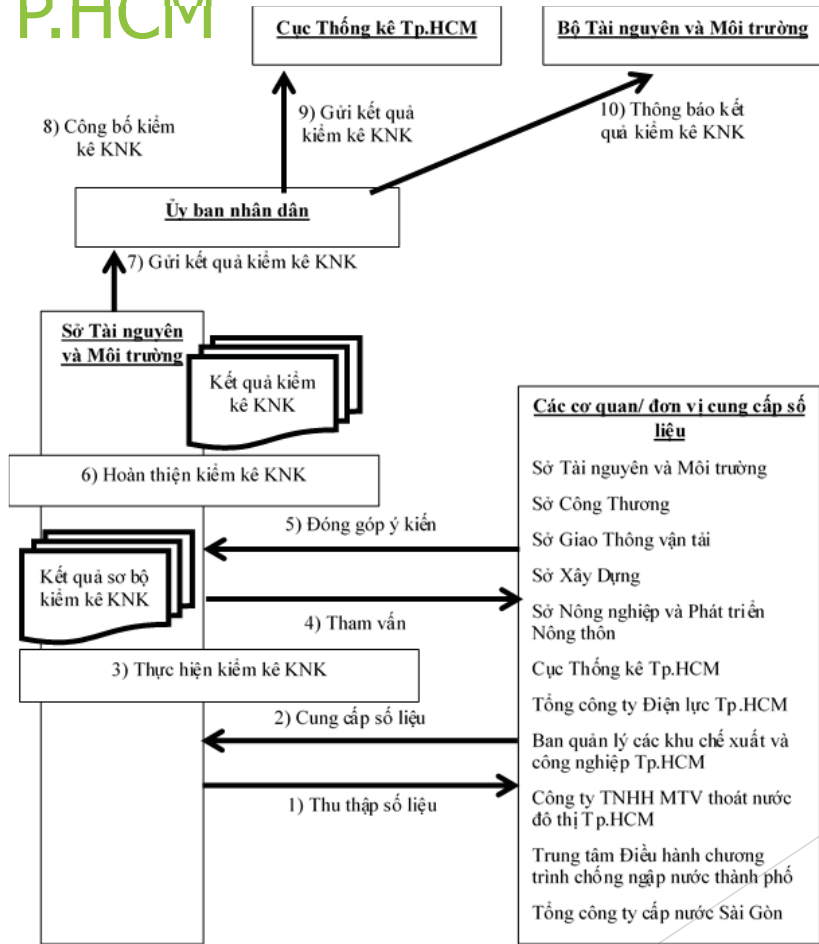 P.HCM
Cục Thống kê Tp.HCM
Bộ Tài nguyên và Môi trường
8) Công bố kiểm
kê KNK
9) Gửi kết quả
kiểm kê KNK
10) Thông báo kết
quả kiểm kê KNK
Ủy ban nhân dân
7) Gửi kết quả kiểm kê KNK
Sở Tài nguyên
và Môi trường
Kết quả kiểm
kê KNK
6) Hoàn thiện kiểm kê KNK
5) Đóng góp ý kiến
Kết quả sơ bộ
kiểm kê KNK
4) Tham vấn
3) Thực hiện kiểm kê KNK
2) Cung cấp số liệu
1) Thu thập số liệu
Các cơ quan/ đơn vị cung cấp số
liệu
Sở Tài nguyên và Môi trường
Sở Công Thương
Sở Giao Thông vận tải
Sở Xây Dựng
Sở Nông nghiệp và Phát triển
Nông thôn
Cục Thống kê Tp.HCM
Tổng công ty Điện lực Tp.HCM
Ban quản lý các khu chế xuất và
công nghiệp Tp.HCM
Công ty TNHH MTV thoát nước
đô thị Tp.HCM
Trung tâm Điều hành chương
trình chống ngập nước thành phố
Tổng công ty cấp nước Sài Gòn